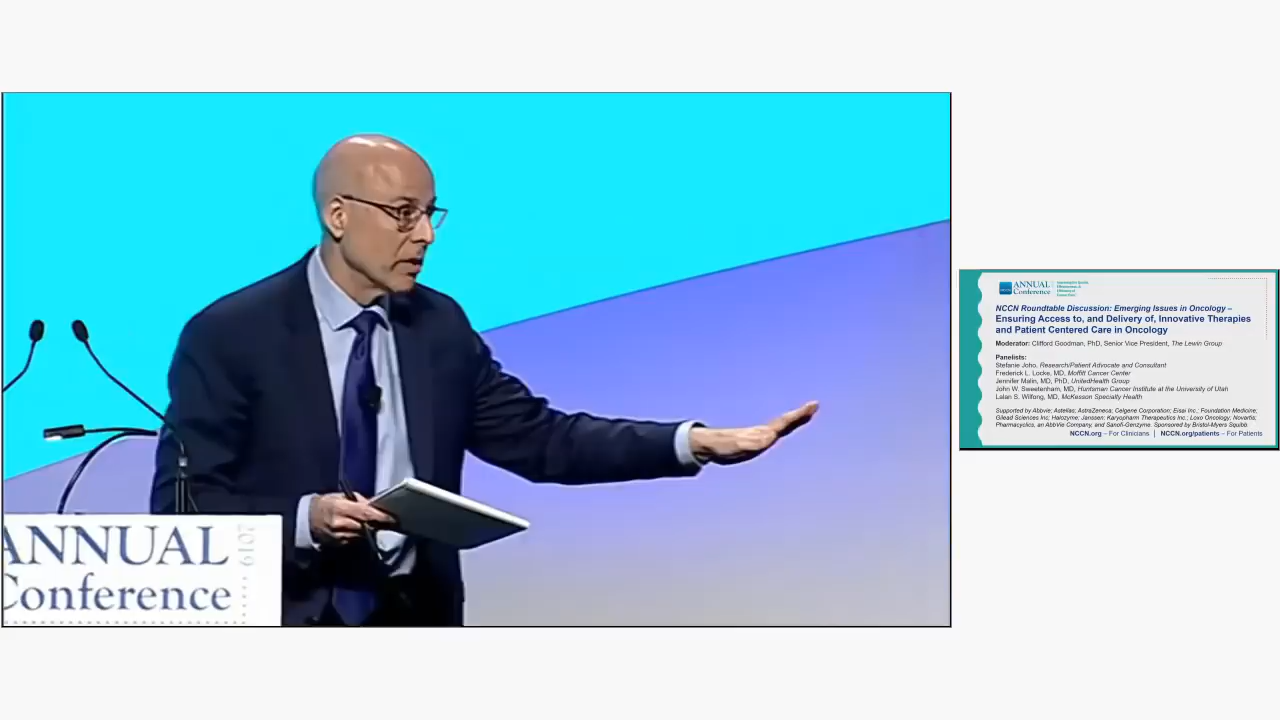 ANNUAL
Conference
2019
ANNUAL
Conference
NCCN Roundtable Discussion: Emerging Issues in Oncology –
Ensuring Access to, and Delivery of, Innovative Therapies
and Patient Centered Care in Oncology
Moderator: Clifford Goodman, PhD, Senior Vice President, The Lewin Group
Panelists:
Stefanie Joho, Research/Patient Advocate and Consultant
Frederick L. Locke, MD, Moffitt Cancer Center
Jennifer Malin, MD, PhD, UnitedHealth Group
John W. Sweetenham, MD, Huntsman Cancer Institute at the University of Utah
Lalan S. Wilfong, MD, McKesson Specialty Health
Supported by Abbvie; Astellas; AstraZeneca; Celgene Corporation; Eisai Inc.; Foundation Medicine;
Gilead Sciences Inc; Halozyme; Janssen; Karyopharm Therapeutics Inc.; Loxo Oncology; Novartis;
Pharmacyclics, an AbbVie Company, and Sanofi-Genzyme. Sponsored by Bristol-Myers Squibb.
NCCN.org – For Clinicians | NCCN.org/patients – For Patients